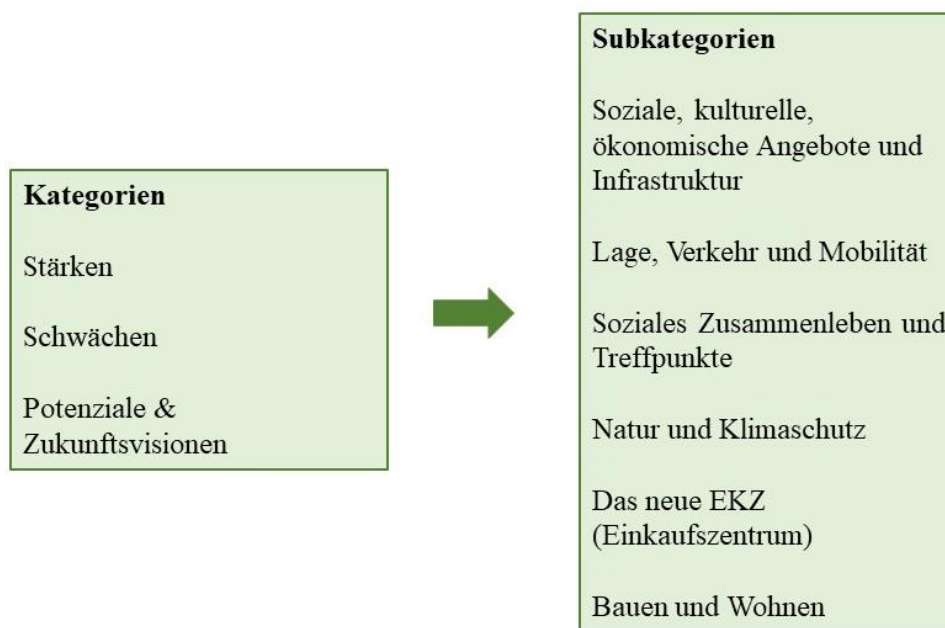 Kategorien
Stärken
Schwächen
Potenziale &
Zukunftsvisionen
Subkategorien
Soziale, kulturelle,
ökonomische Angebote und
Infrastruktur
Lage, Verkehr und Mobilität
Soziales Zusammenleben und
Treffpunkte
Natur und Klimaschutz
Das neue EKZ
(Einkaufszentrum)
Bauen und Wohnen